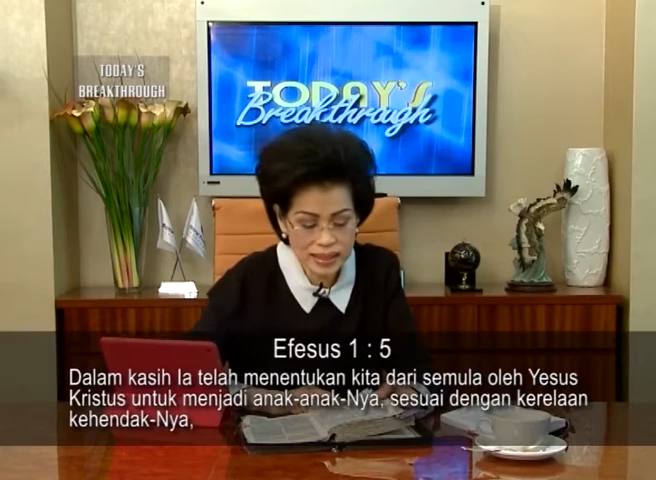 TODAY'S
BREAKTHROUGH
TODAY'S
Breakthrough
Efesus 1 : 5
Dalam kasih Ia telah menentukan kita dari semula oleh Yesus
Kristus untuk menjadi anak-anak-Nya, sesuai dengan kerelaan
kehendak-Nya,